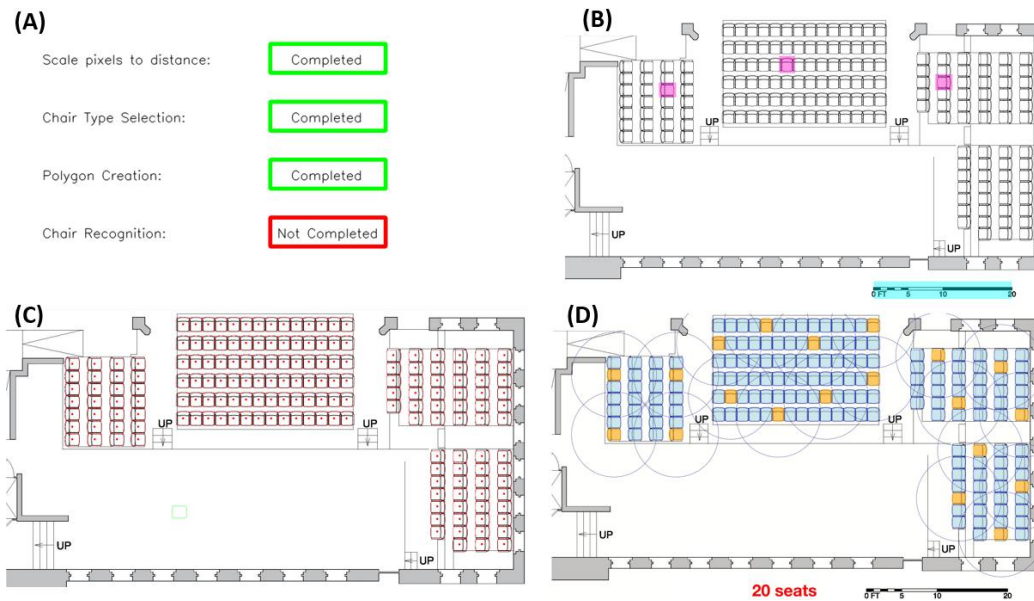 (A)
Scale pixels to distance: Completed
Chair Type Selection: Completed
Polygon Creation: Completed
Chair Recognition: Not Completed
(B)
UP
UP
UP
UP
0 FT 5 10 20
(C)
UP
UP
UP
UP
(D)
UP
UP
UP
UP
20 seats
0 FT 5 10 20